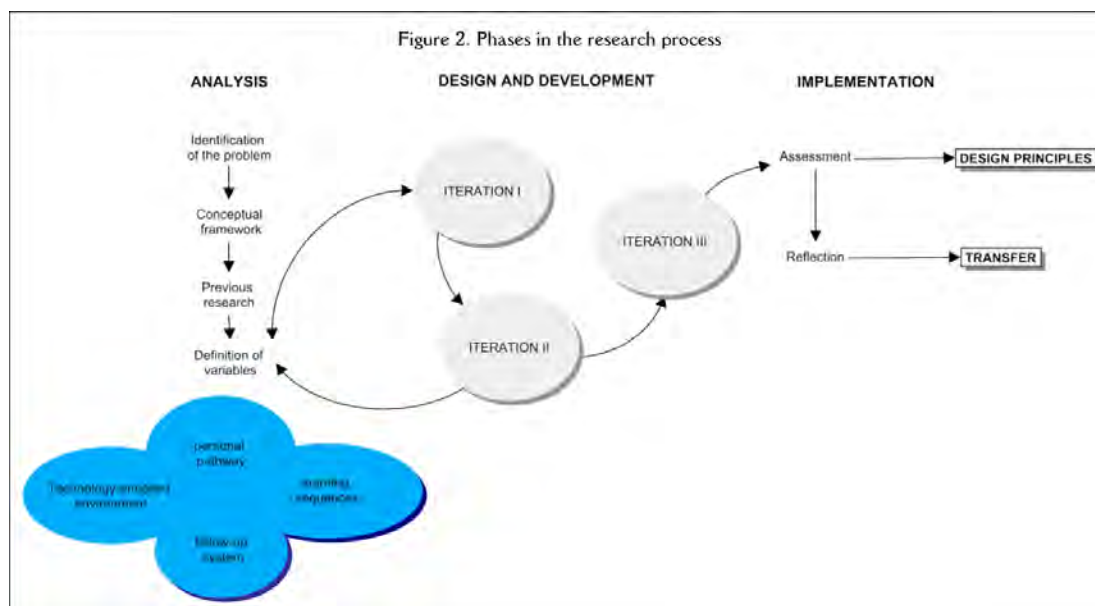 Figure 2. Phases in the research process
ANALYSIS
DESIGN AND DEVELOPMENT
IMPLEMENTATION
Identification
of the problem
Conceptual
framework
Previous
research
Definition of
variables
ITERATION I
ITERATION II
ITERATION III
Assessment
DESIGN PRINCIPLES
Reflection
TRANSFER
personal
pathway
environment
sequences
follow-up
system